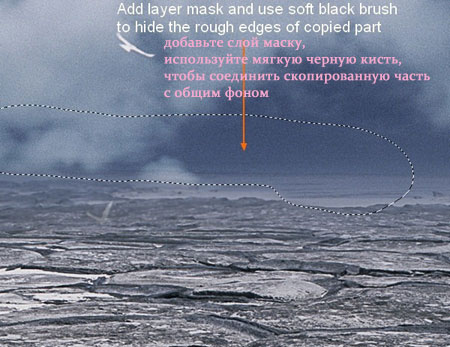 Add layer mask and use soft black brush
to hide the rough edges of copied part
добавьте слой маску,
используйте мягкую черную кисть,
чтобы соединить скопированную часть
с общим фоном